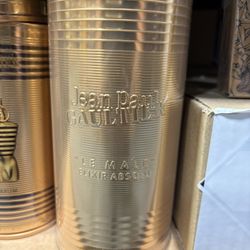 Jean Paul
GAULTIER
"LE MALE"
ELIXIR ABSOLU